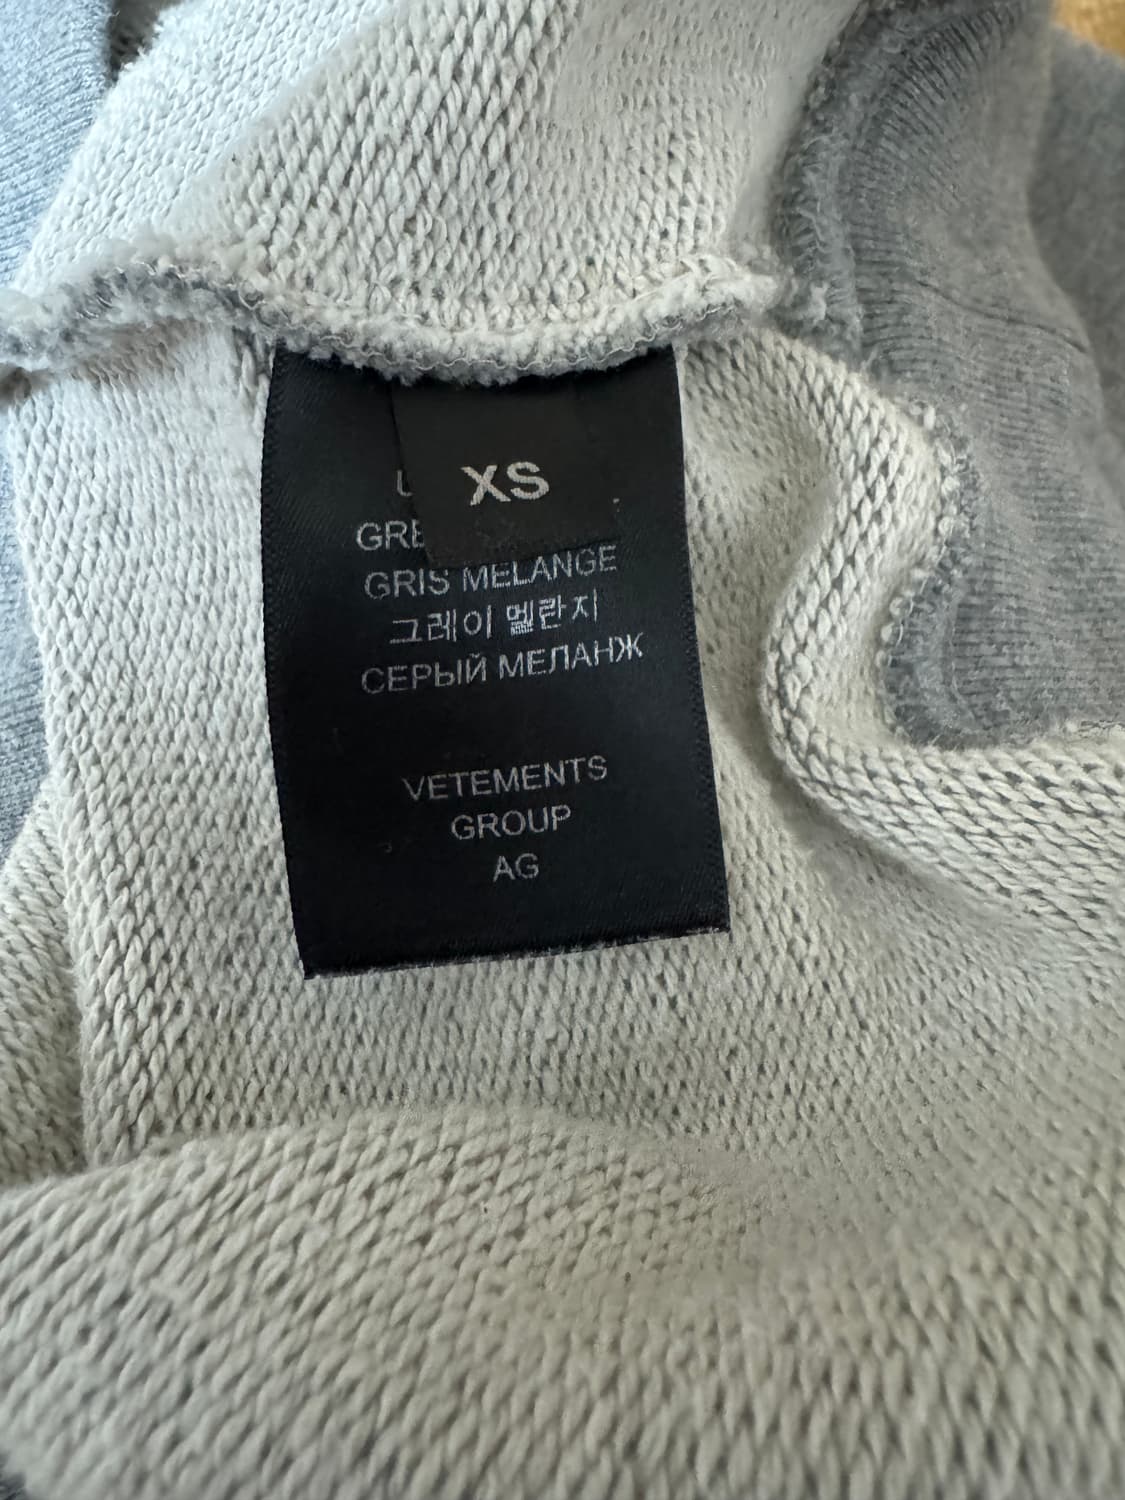 XS
GRIS MELANGE
그레이 멜란지
СЕРЫЙ МЕЛАНЖ
VETEMENTS
GROUP
AG